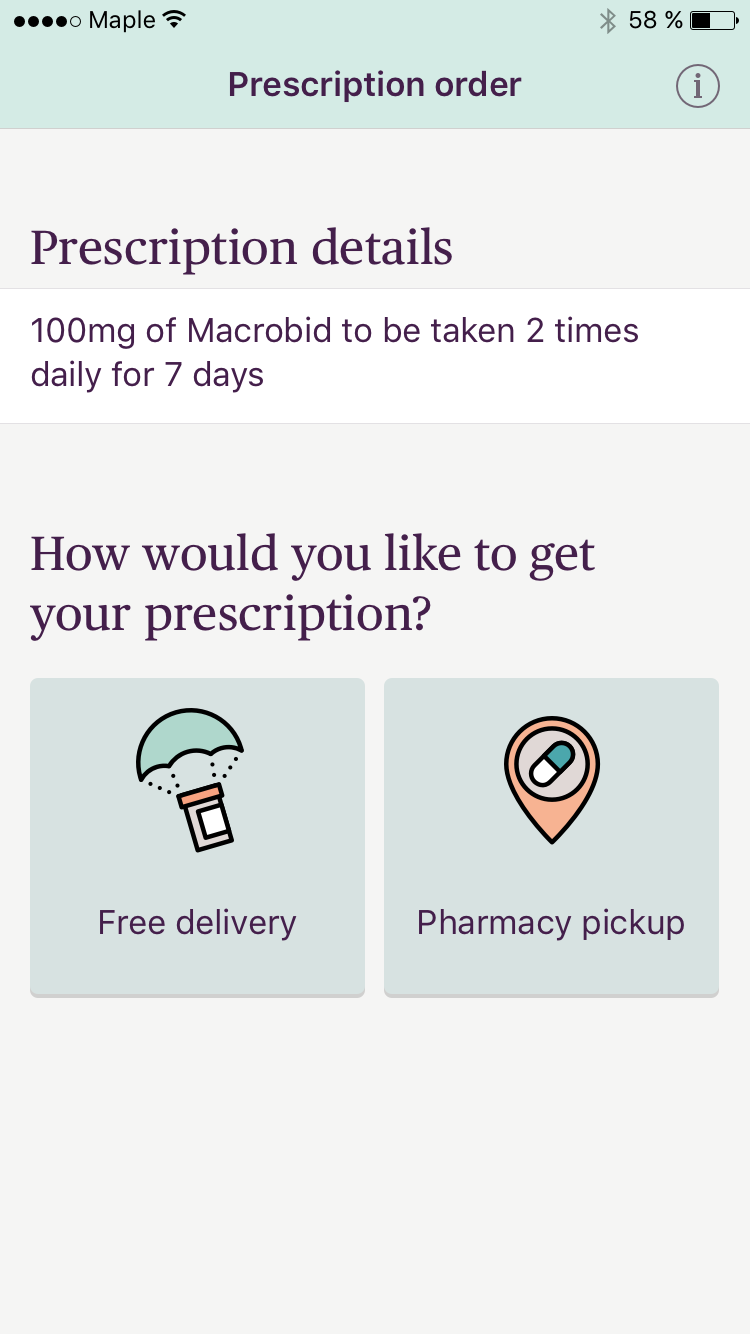 Maple 58 %
Prescription order
i
Prescription details
100mg of Macrobid to be taken 2 times
daily for 7 days
How would you like to get
your prescription?
Free delivery
Pharmacy pickup